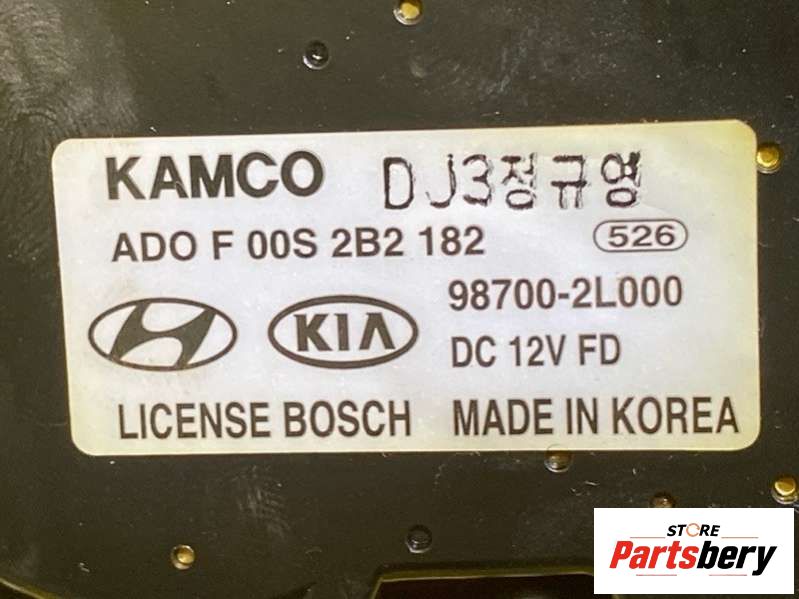 KAMCO DJ3정규영
ADO F 00S 2B2 182 526
98700-2L000
KIA DC 12V FD
LICENSE BOSCH MADE IN KOREA
STORE
Partsbery